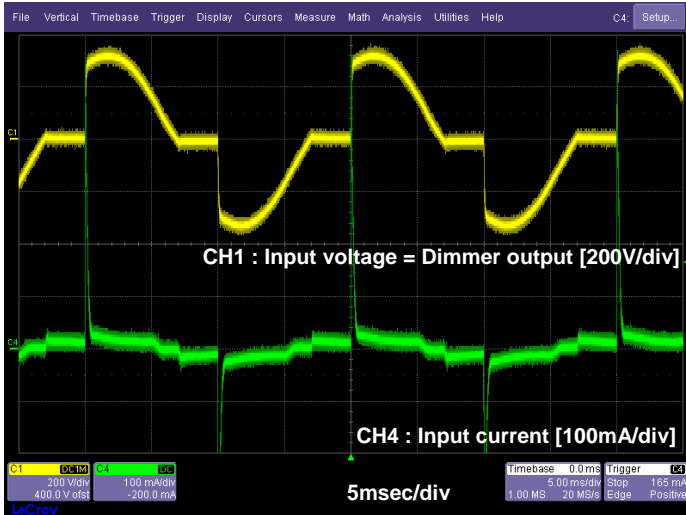 File Vertical Timebase Trigger Display Cursors Measure Math Analysis Utilities Help C4: Setup...
C1
CH1 : Input voltage = Dimmer output [200V/div]
C4
CH4 : Input current [100mA/div]
C1 DC1M C4 DC Timebase 0.0 ms Trigger C4
200 V/div 100 mA/div 5.00 ms/div Stop 165 mA
400.0 V ofst -200.0 mA 1.00 MS 20 MS/s Edge Positive
5msec/div
LeCroy